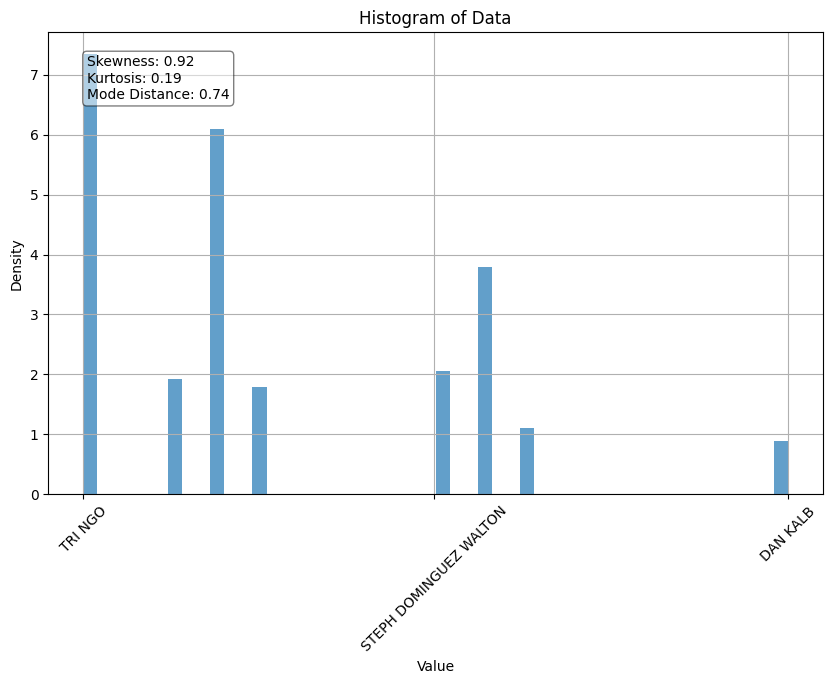 Histogram of Data
Skewness: 0.92
Kurtosis: 0.19
Mode Distance: 0.74
7
6
5
4
3
2
1
0
Density
TRI NGO
STEPH DOMINGUEZ WALTON
DAN KALB
Value